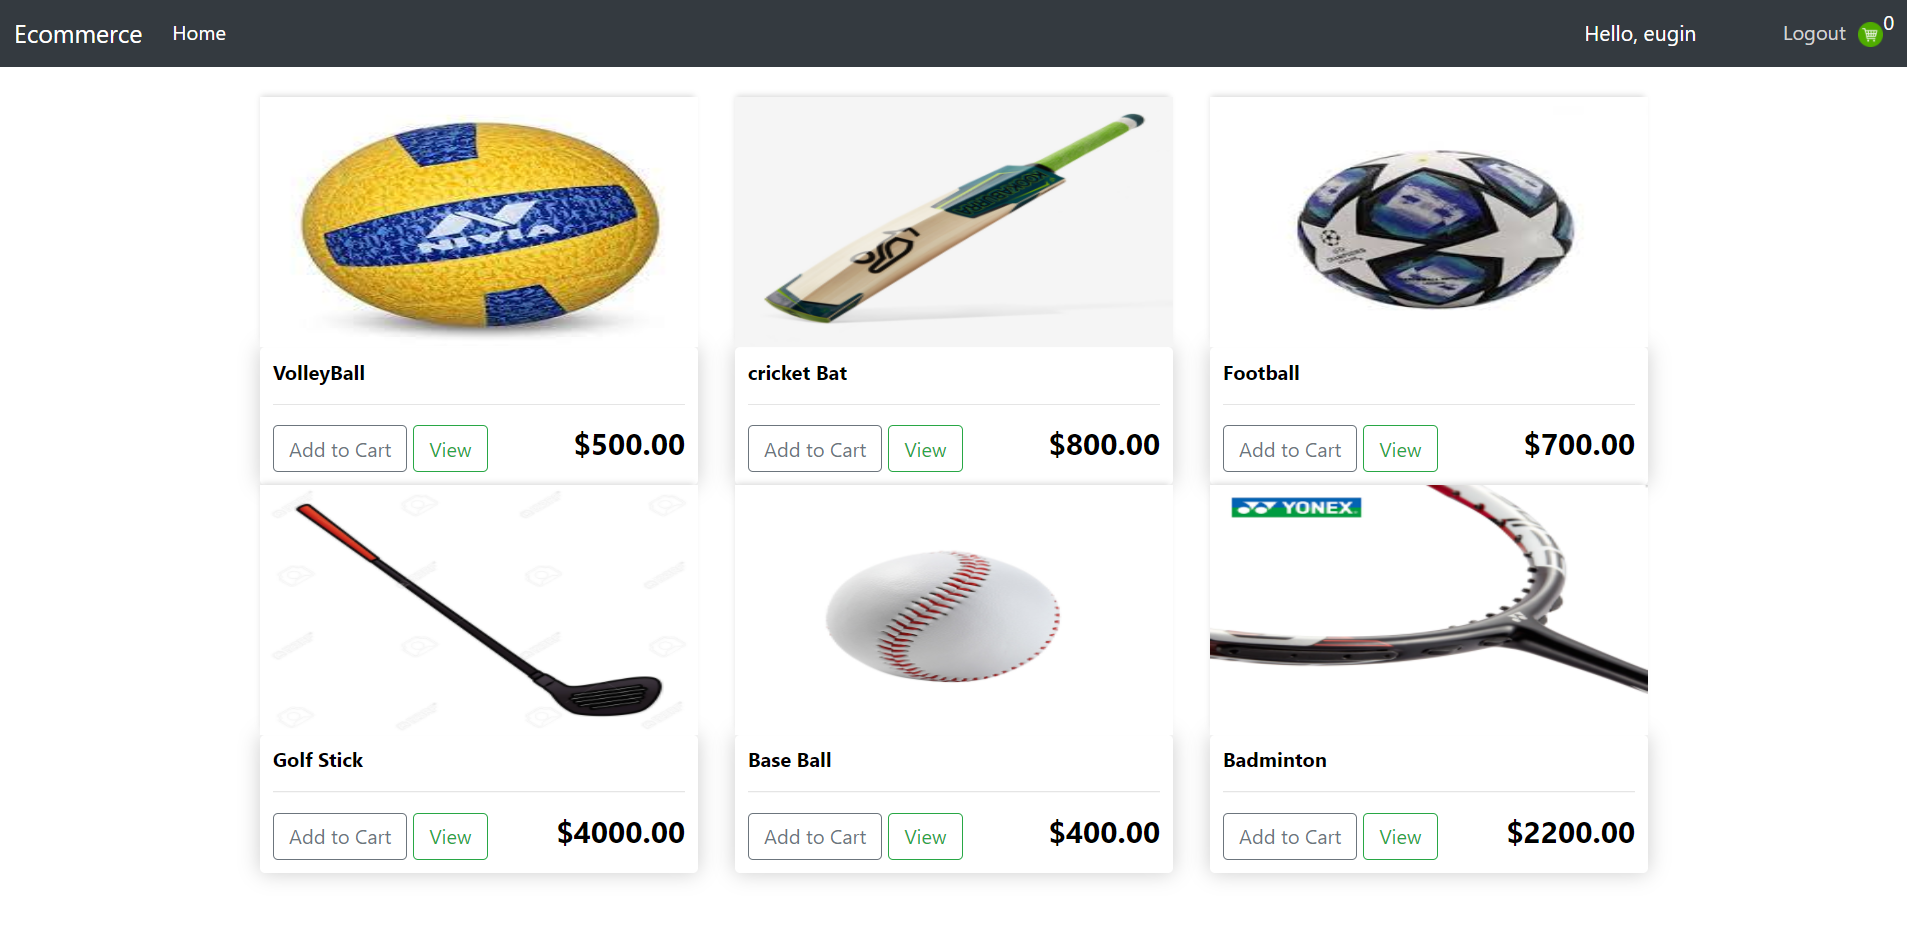 Ecommerce Home Hello, eugin Logout 0
NIVIA
VolleyBall
Add to Cart View $500.00
cricket Bat
Add to Cart View $800.00
Football
Add to Cart View $700.00
Golf Stick
Add to Cart View $4000.00
Base Ball
Add to Cart View $400.00
YONEX
Badminton
Add to Cart View $2200.00